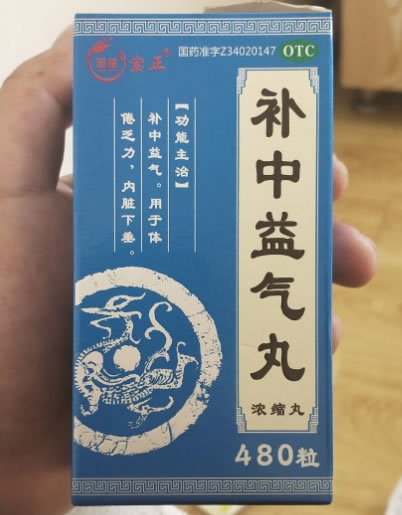 宝正®
国药准字Z34020147 OTC
【功能主治】
补中益气。用于体
倦乏力，内脏下垂。
补中益气丸
浓缩丸
480粒